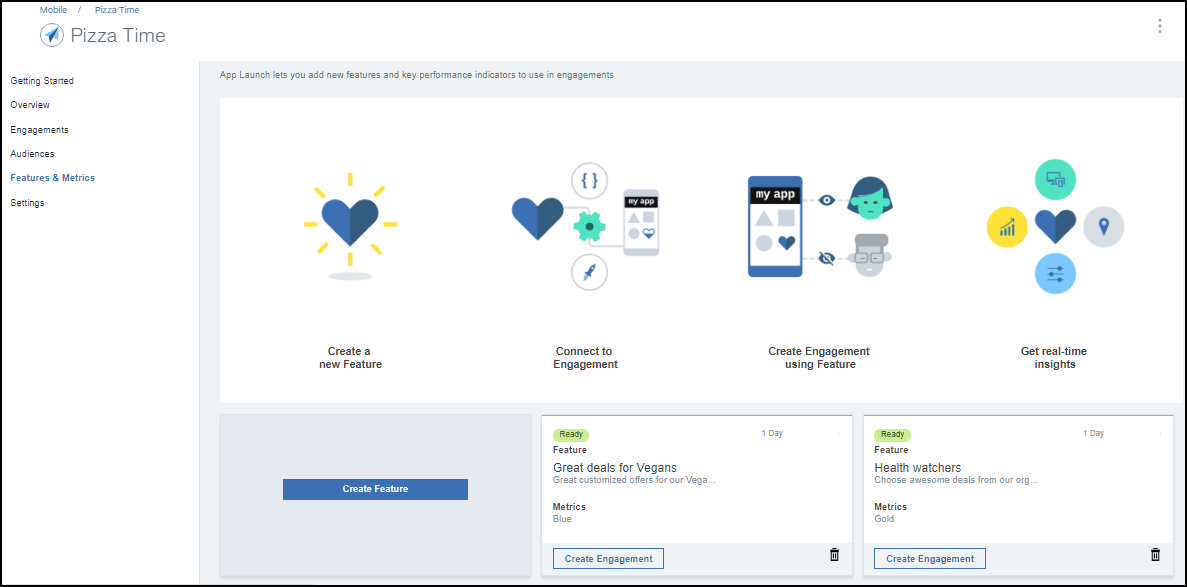 Mobile / Pizza Time
Pizza Time
Getting Started
Overview
Engagements
Audiences
Features & Metrics
Settings
App Launch lets you add new features and key performance indicators to use in engagements
{ }
my app
my app
Create a
new Feature
Connect to
Engagement
Create Engagement
using Feature
Get real-time
insights
Create Feature
Ready 1 Day
Feature
Great deals for Vegans
Great customized offers for our Vega...
Metrics
Blue
Create Engagement
Ready 1 Day
Feature
Health watchers
Choose awesome deals from our org...
Metrics
Gold
Create Engagement